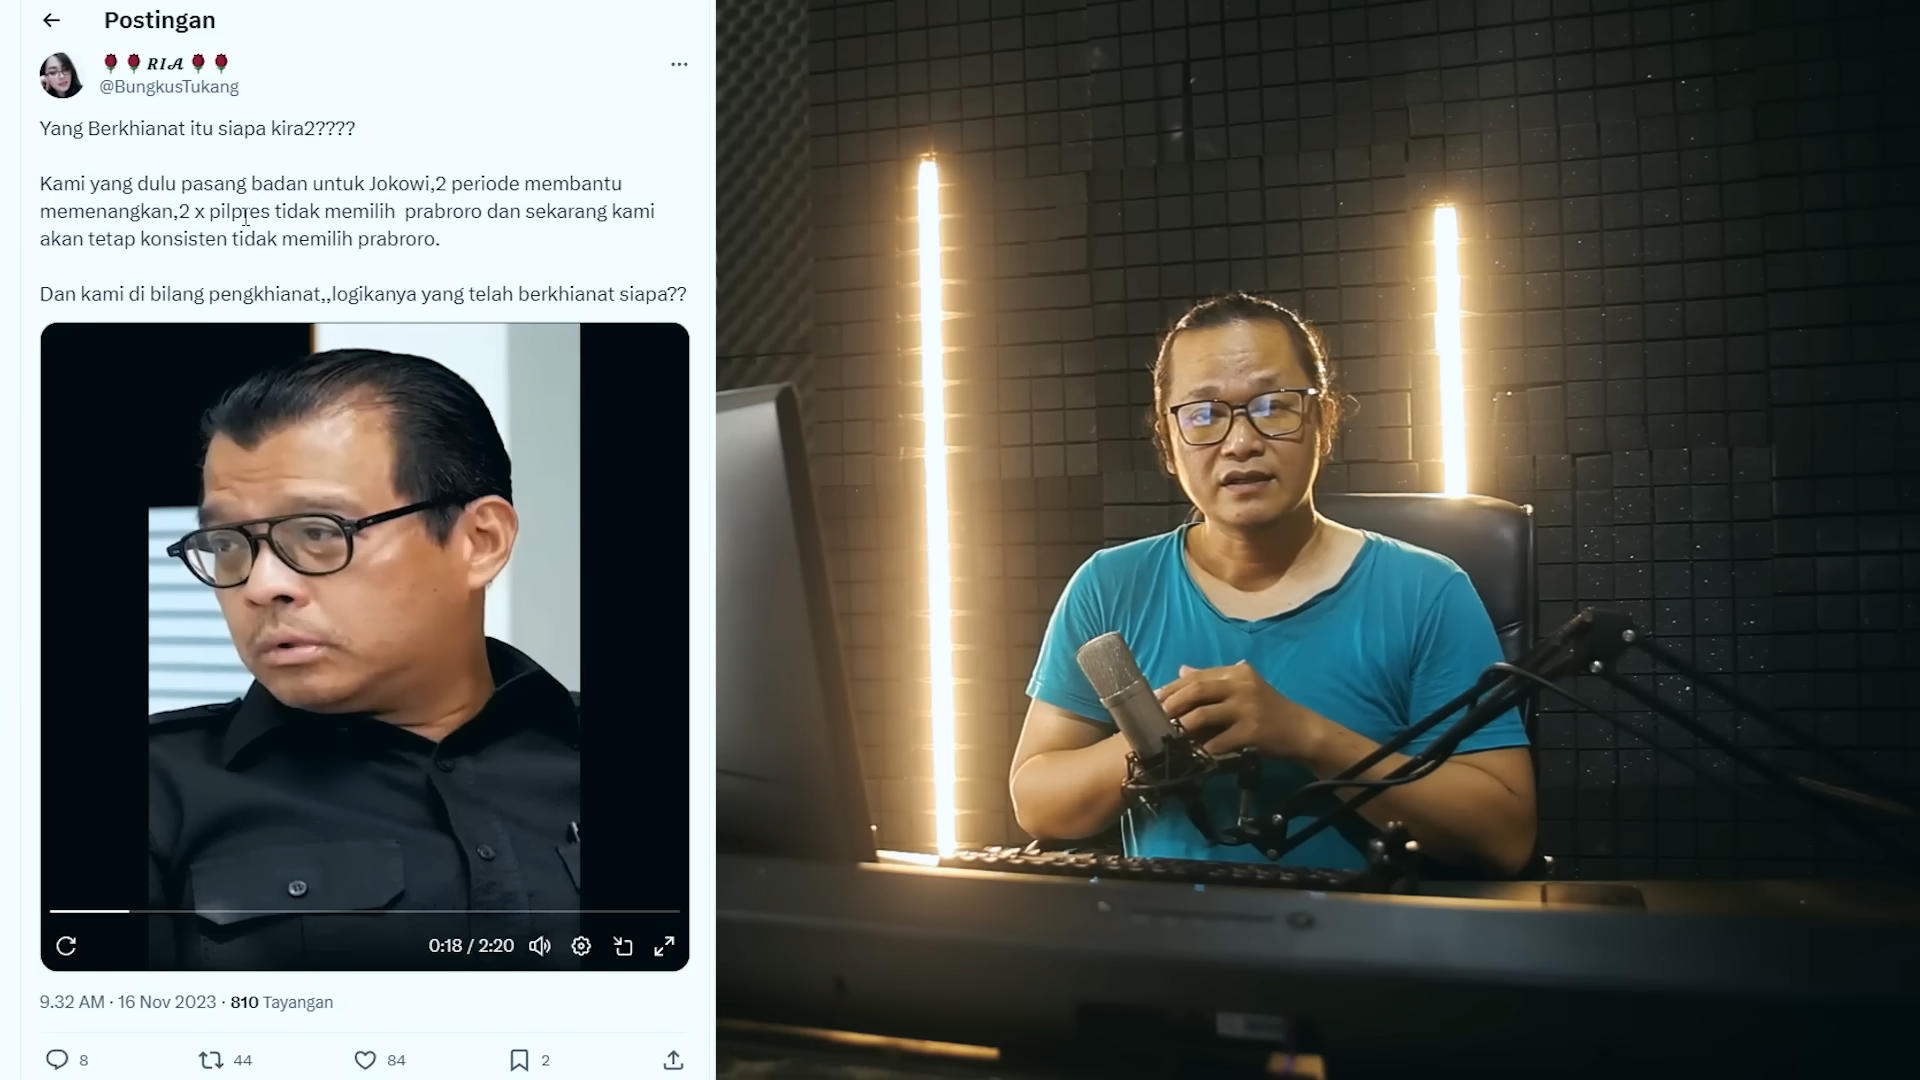 Postingan
🌹🌹 RIA 🌹🌹
@BungkusTukang
Yang Berkhianat itu siapa kira2????
Kami yang dulu pasang badan untuk Jokowi,2 periode membantu
memenangkan,2 x pilpres tidak memilih  prabroro dan sekarang kami
akan tetap konsisten tidak memilih prabroro.
Dan kami di bilang pengkhianat,,logikanya yang telah berkhianat siapa??
0:18 / 2:20
9.32 AM · 16 Nov 2023 · 810 Tayangan
8 44 84 2